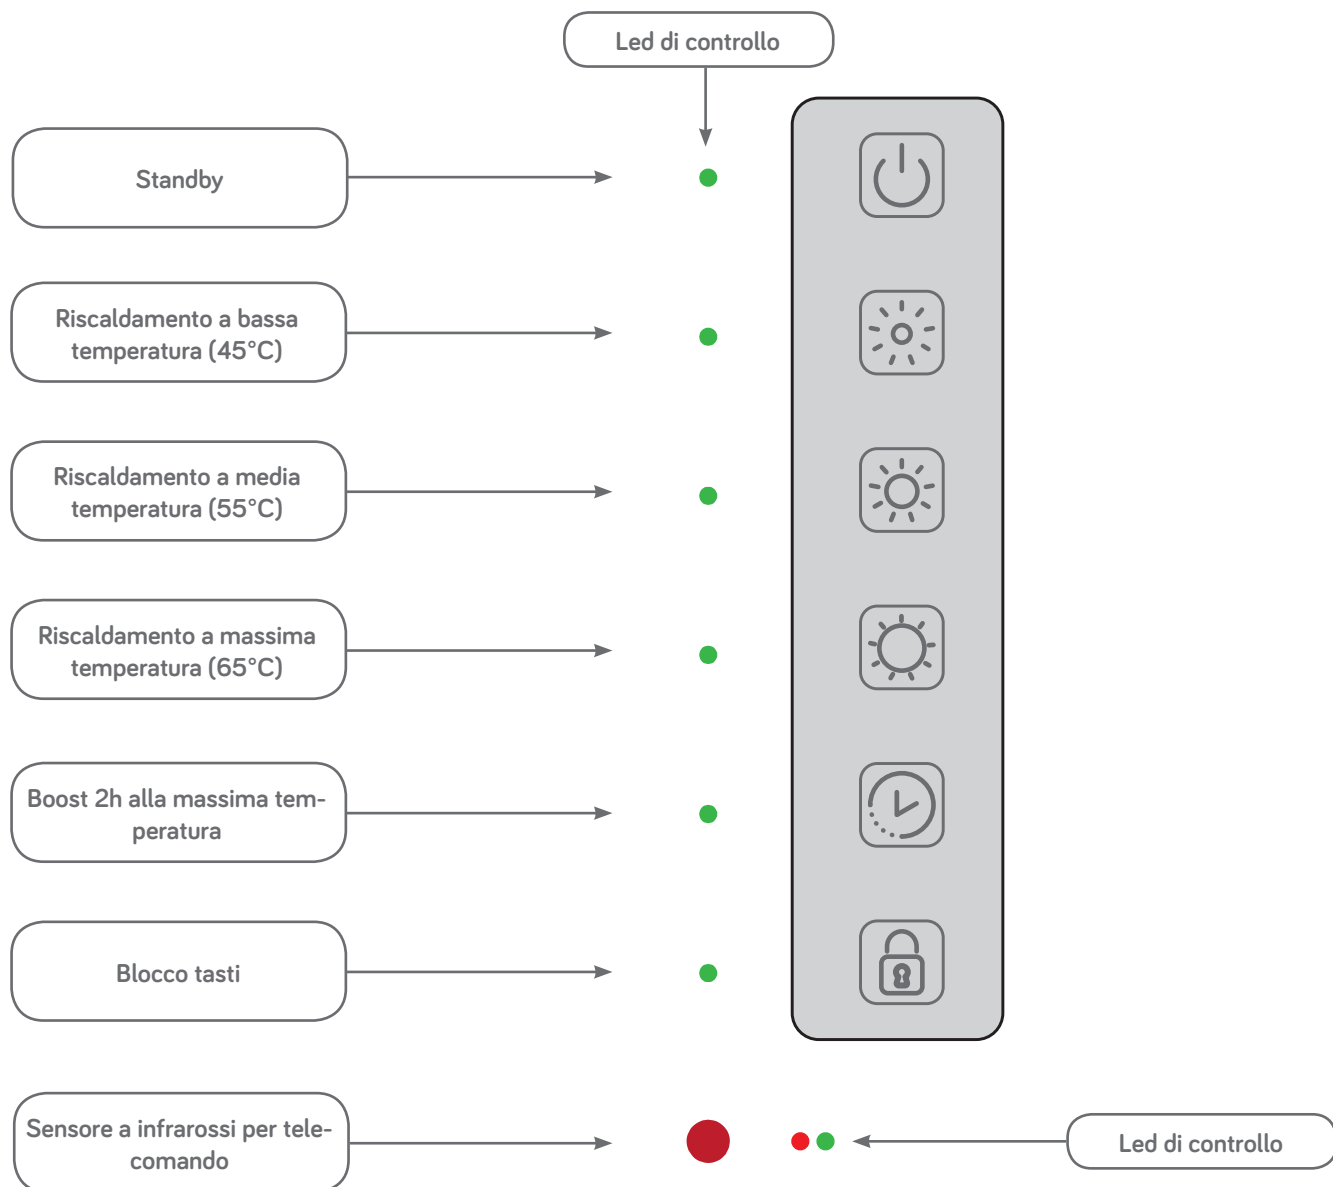 Led di controllo
Standby
Riscaldamento a bassa
temperatura (45°C)
Riscaldamento a media
temperatura (55°C)
Riscaldamento a massima
temperatura (65°C)
Boost 2h alla massima tem-
peratura
Blocco tasti
Sensore a infrarossi per tele-
comando
Led di controllo